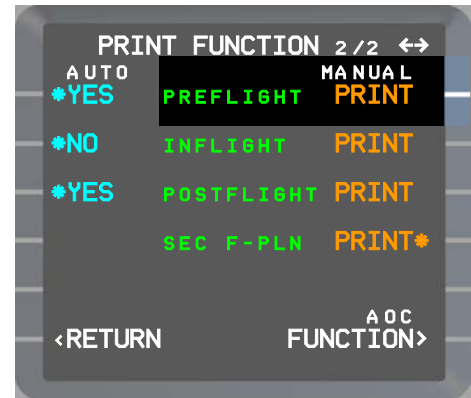 PRINT FUNCTION 2/2 ↔
AUTO MANUAL
*YES PREFLIGHT PRINT
*NO INFLIGHT PRINT
*YES POSTFLIGHT PRINT
SEC F-PLN PRINT*
AOC
<RETURN FUNCTION>